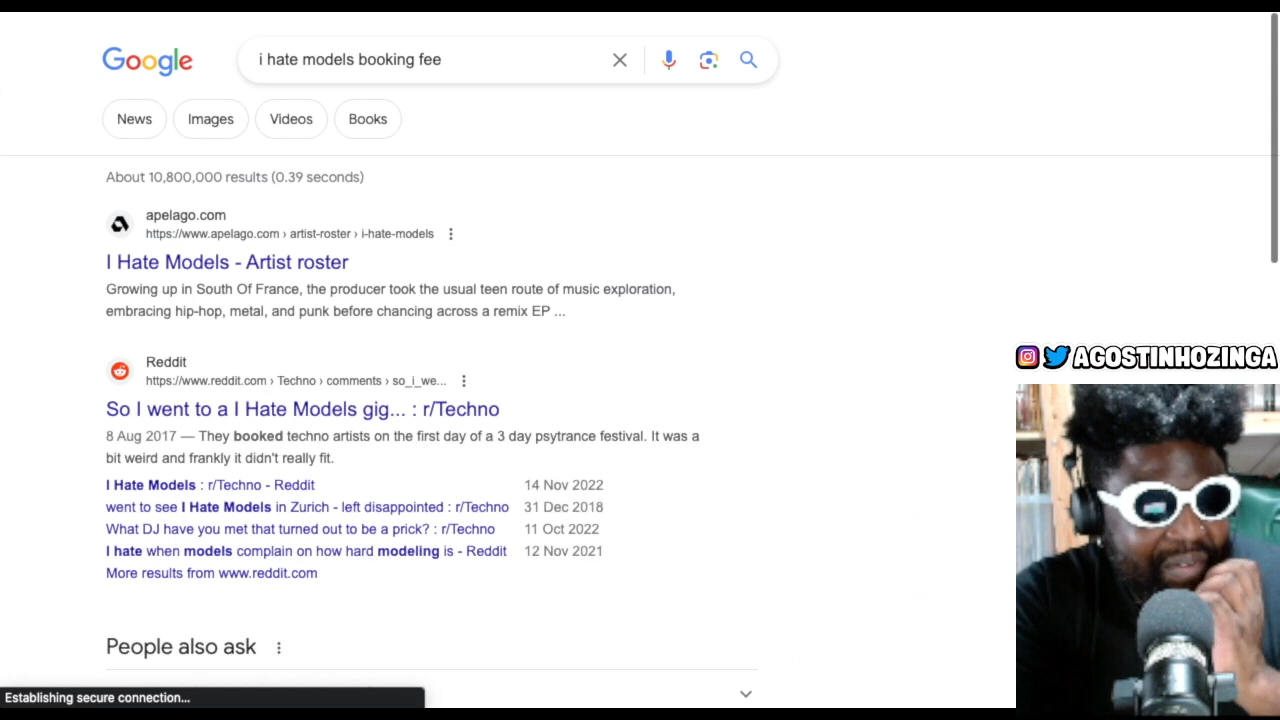 Google
i hate models booking fee
News
Images
Videos
Books
About 10,800,000 results (0.39 seconds)
apelago.com
https://www.apelago.com › artist-roster › i-hate-models
I Hate Models - Artist roster
Growing up in South Of France, the producer took the usual teen route of music exploration,
embracing hip-hop, metal, and punk before chancing across a remix EP ...
Reddit
https://www.reddit.com › Techno › comments › so_i_we...
So I went to a I Hate Models gig... : r/Techno
8 Aug 2017 — They booked techno artists on the first day of a 3 day psytrance festival. It was a
bit weird and frankly it didn't really fit.
I Hate Models : r/Techno - Reddit 14 Nov 2022
went to see I Hate Models in Zurich - left disappointed : r/Techno 31 Dec 2018
What DJ have you met that turned out to be a prick? : r/Techno 11 Oct 2022
I hate when models complain on how hard modeling is - Reddit 12 Nov 2021
More results from www.reddit.com
People also ask
Establishing secure connection...
AGOSTINHOZINGA